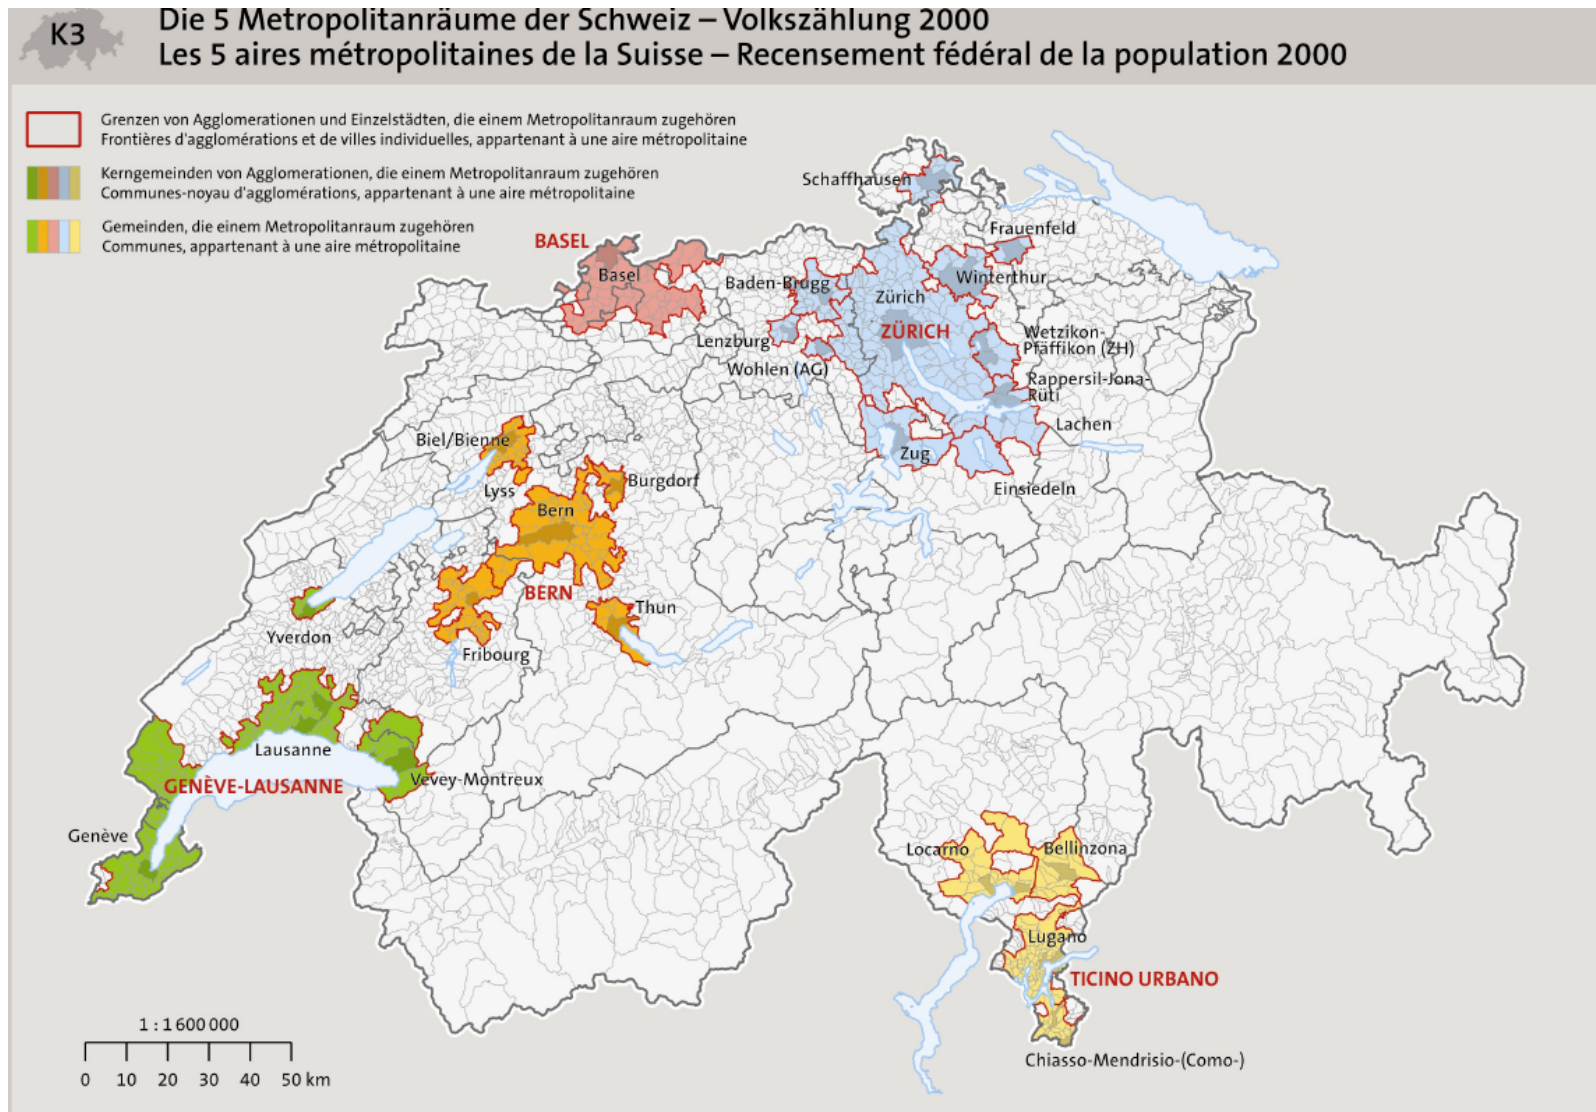 K3
Die 5 Metropolitanräume der Schweiz – Volkszählung 2000
Les 5 aires métropolitaines de la Suisse – Recensement fédéral de la population 2000
Grenzen von Agglomerationen und Einzelstädten, die einem Metropolitanraum zugehören
Frontières d'agglomérations et de villes individuelles, appartenant à une aire métropolitaine
Kerngemeinden von Agglomerationen, die einem Metropolitanraum zugehören
Communes-noyau d'agglomérations, appartenant à une aire métropolitaine
Gemeinden, die einem Metropolitanraum zugehören
Communes, appartenant à une aire métropolitaine
Schaffhausen
Frauenfeld
BASEL
Basel
Baden-Brugg
Winterthur
Zürich
ZÜRICH
Lenzburg
Wetzikon-
Pfäffikon (ZH)
Wohlen (AG)
Rappersil-Jona-
Rüti
Lachen
Biel/Bienne
Zug
Lyss
Burgdorf
Einsiedeln
Bern
BERN
Thun
Yverdon
Fribourg
Lausanne
Vevey-Montreux
GENÈVE-LAUSANNE
Genève
Locarno
Bellinzona
Lugano
TICINO URBANO
Chiasso-Mendrisio-(Como-)
1 : 1 600 000
0 10 20 30 40 50 km